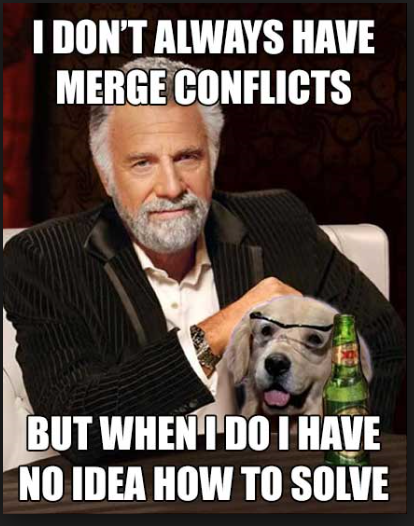 I DON'T ALWAYS HAVE
MERGE CONFLICTS
BUT WHEN I DO I HAVE
NO IDEA HOW TO SOLVE